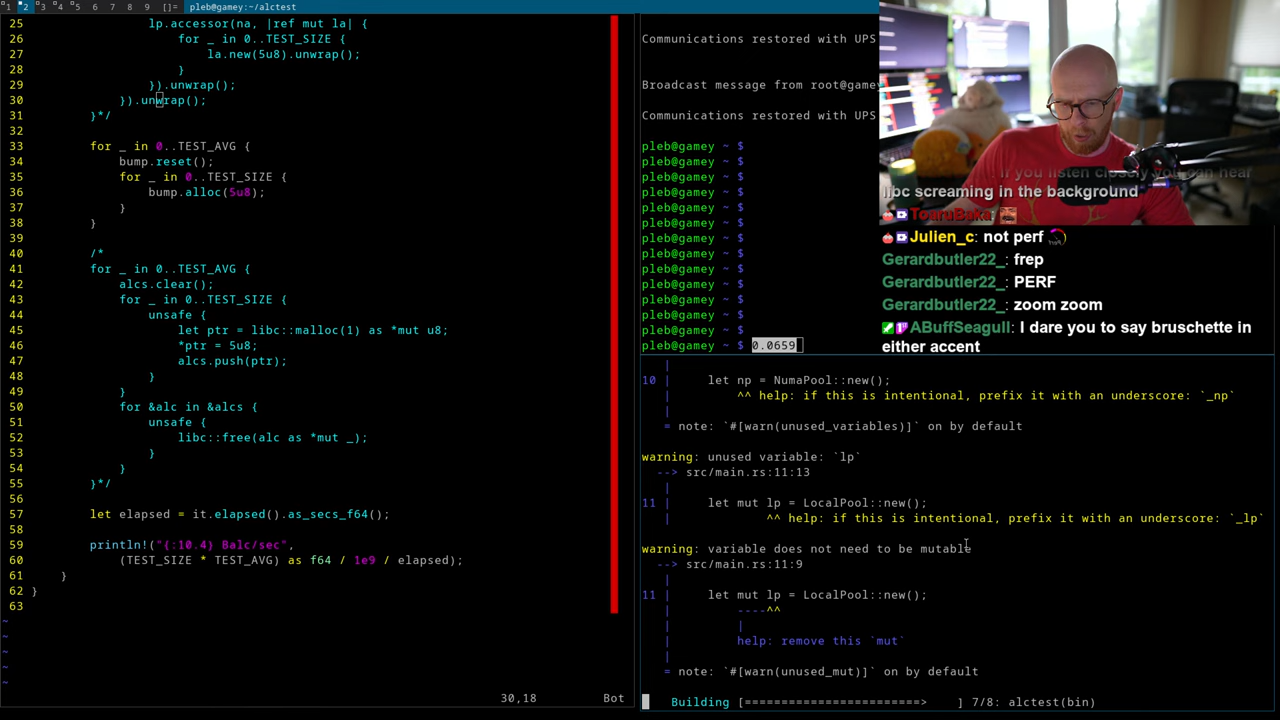 1 2 3 4 5 6 7 8 9 []= pleb@gamey:~/alctest
25 lp.accessor(na, |ref mut la| {
26 for _ in 0..TEST_SIZE {
27 la.new(5u8).unwrap();
28 }
29 }).unwrap();
30 }).unwrap();
31 }*/
32
33 for _ in 0..TEST_AVG {
34 bump.reset();
35 for _ in 0..TEST_SIZE {
36 bump.alloc(5u8);
37 }
38 }
39
40 /*
41 for _ in 0..TEST_AVG {
42 alcs.clear();
43 for _ in 0..TEST_SIZE {
44 unsafe {
45 let ptr = libc::malloc(1) as *mut u8;
46 *ptr = 5u8;
47 alcs.push(ptr);
48 }
49 }
50 for &alc in &alcs {
51 unsafe {
52 libc::free(alc as *mut _);
53 }
54 }
55 }*/
56
57 let elapsed = it.elapsed().as_secs_f64();
58
59 println!("{:10.4} Balc/sec",
60 (TEST_SIZE * TEST_AVG) as f64 / 1e9 / elapsed);
61 }
62 }
63
~
~
~
~
~
30,18 Bot
Communications restored with UPS
Broadcast message from root@gamey
Communications restored with UPS
pleb@gamey ~ $
pleb@gamey ~ $
pleb@gamey ~ $
pleb@gamey ~ $
pleb@gamey ~ $
pleb@gamey ~ $
pleb@gamey ~ $
pleb@gamey ~ $
pleb@gamey ~ $
pleb@gamey ~ $
pleb@gamey ~ $
pleb@gamey ~ $
pleb@gamey ~ $
pleb@gamey ~ $ 0.0659
if you listen closely you can hear
libc screaming in the background
TouruBaka:
Julien_c: not perf
Gerardbutler22_: frep
Gerardbutler22_: PERF
Gerardbutler22_: zoom zoom
ABuffSeagull: I dare you to say bruschette in
either accent
|
10 | let np = NumaPool::new();
| ^^ help: if this is intentional, prefix it with an underscore: `_np`
|
= note: `#[warn(unused_variables)]` on by default
warning: unused variable: `lp`
--> src/main.rs:11:13
|
11 | let mut lp = LocalPool::new();
| ^^ help: if this is intentional, prefix it with an underscore: `_lp`
warning: variable does not need to be mutable
--> src/main.rs:11:9
|
11 | let mut lp = LocalPool::new();
| ----^^
| |
| help: remove this `mut`
|
= note: `#[warn(unused_mut)]` on by default
Building [========================> ] 7/8: alctest(bin)